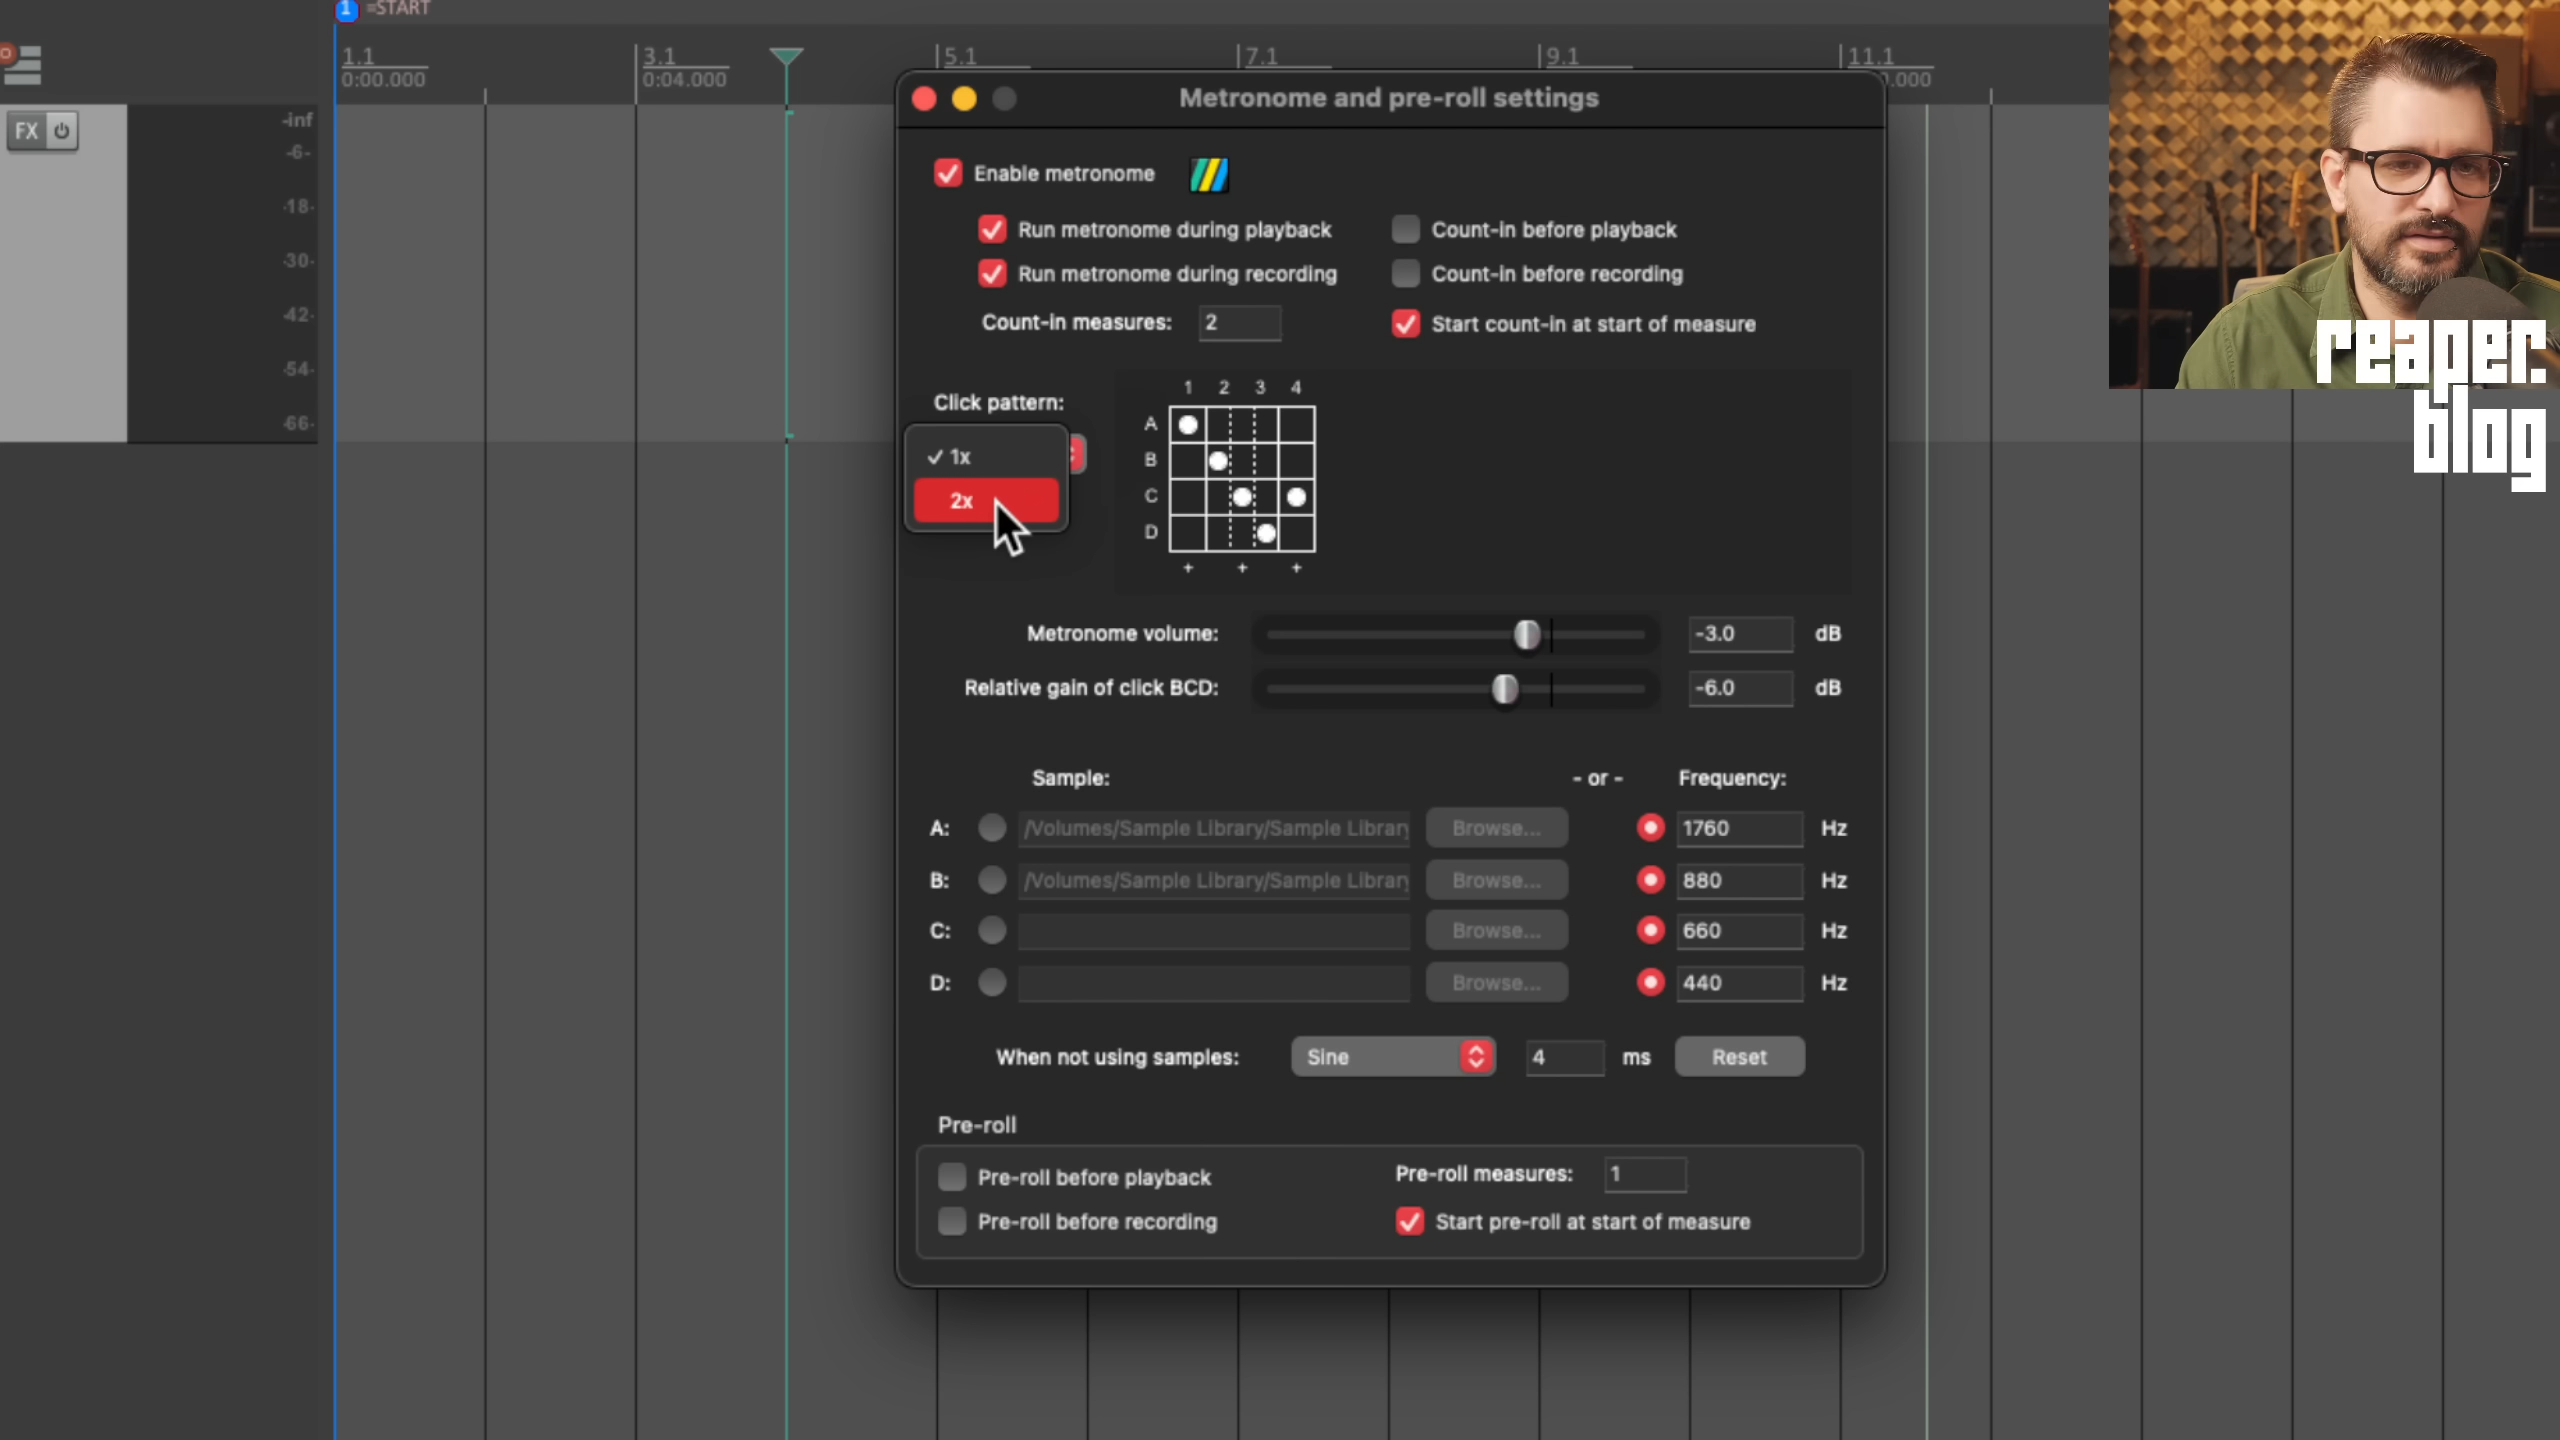 1 =START
1.1 3.1 5.1 7.1 9.1 11.1
0:00.000 0:04.000 0.000
FX
-inf
-6-
-18-
-30-
-42-
-54-
-66-
Metronome and pre-roll settings
Enable metronome
Run metronome during playback
Count-in before playback
Run metronome during recording
Count-in before recording
Count-in measures: 2
Start count-in at start of measure
Click pattern:
1x
2x
1 2 3 4
A
B
C
D
+ + +
Metronome volume: -3.0 dB
Relative gain of click BCD: -6.0 dB
Sample: - or - Frequency:
A: /Volumes/Sample Library/Sample Library Browse... 1760 Hz
B: /Volumes/Sample Library/Sample Library Browse... 880 Hz
C: Browse... 660 Hz
D: Browse... 440 Hz
When not using samples: Sine 4 ms Reset
Pre-roll
Pre-roll before playback
Pre-roll measures: 1
Pre-roll before recording
Start pre-roll at start of measure
reaper.
blog